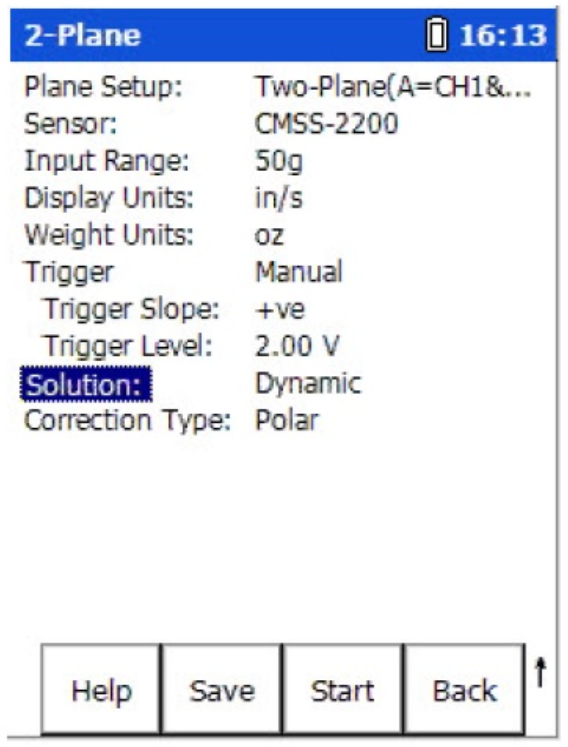 2-Plane 16:13
Plane Setup: Two-Plane(A=CH1&...
Sensor: CMSS-2200
Input Range: 50g
Display Units: in/s
Weight Units: oz
Trigger Manual
Trigger Slope: +ve
Trigger Level: 2.00 V
Solution: Dynamic
Correction Type: Polar
Help Save Start Back